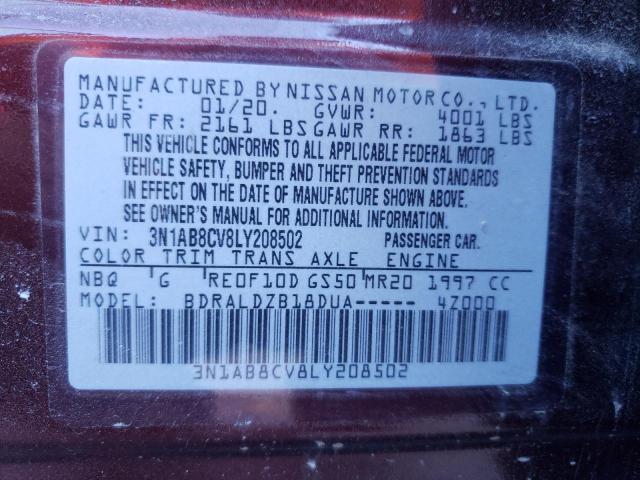 MANUFACTURED BY NISSAN MOTOR CO., LTD.
DATE: 01/20. GVWR: 4001 LBS
GAWR FR: 2161 LBS GAWR RR: 1863 LBS
THIS VEHICLE CONFORMS TO ALL APPLICABLE FEDERAL MOTOR
VEHICLE SAFETY, BUMPER AND THEFT PREVENTION STANDARDS
IN EFFECT ON THE DATE OF MANUFACTURE SHOWN ABOVE.
SEE OWNER'S MANUAL FOR ADDITIONAL INFORMATION.
VIN: 3N1AB8CV8LY208502 PASSENGER CAR.
COLOR TRIM TRANS AXLE ENGINE
NBQ G RE0F10D GS50 MR20 1997 CC
MODEL: BDRALDZB18DUA----- 4Z000
3N1AB8CV8LY208502